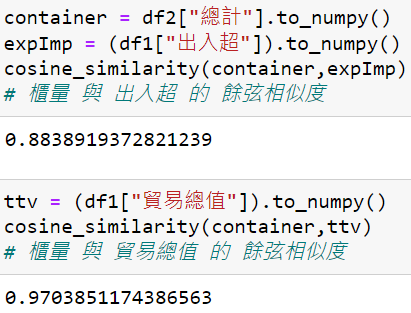 container = df2["總計"].to_numpy()
expImp = (df1["出入超"]).to_numpy()
cosine_similarity(container,expImp)
# 櫃量 與 出入超 的 餘弦相似度
0.8838919372821239
ttv = (df1["貿易總值"]).to_numpy()
cosine_similarity(container,ttv)
# 櫃量 與 貿易總值 的 餘弦相似度
0.9703851174386563